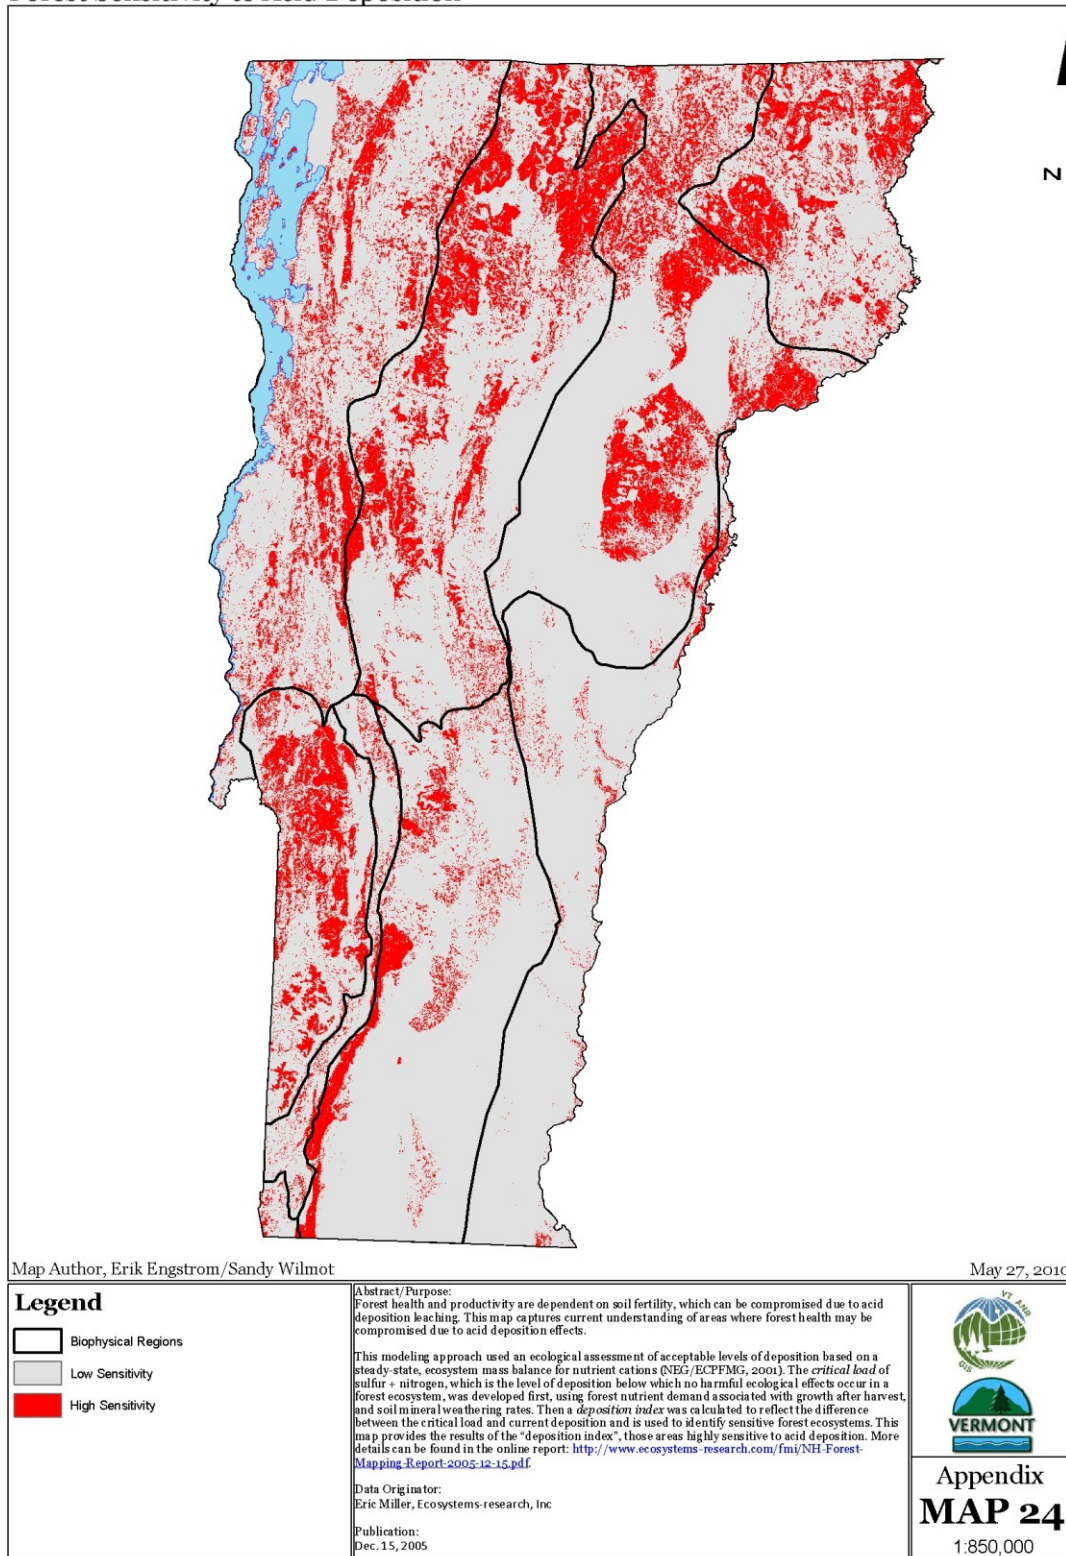 Forest Sensitivity to Acid Deposition
N
Map Author, Erik Engstrom/Sandy Wilmot
May 27, 2010
Legend
Biophysical Regions
Low Sensitivity
High Sensitivity
Abstract/Purpose:
Forest health and productivity are dependent on soil fertility, which can be compromised due to acid
deposition leaching. This map captures current understanding of areas where forest health may be
compromised due to acid deposition effects.
This modeling approach used an ecological assessment of acceptable levels of deposition based on a
steady-state, ecosystem mass balance for nutrient cations (NEG/ECPFMG, 2001). The critical load of
sulfur + nitrogen, which is the level of deposition below which no harmful ecological effects occur in a
forest ecosystem, was developed first, using forest nutrient demand associated with growth after harvest,
and soil mineral weathering rates. Then a deposition index was calculated to reflect the difference
between the critical load and current deposition and is used to identify sensitive forest ecosystems. This
map provides the results of the "deposition index", those areas highly sensitive to acid deposition. More
details can be found in the online report: http://www.ecosystems-research.com/fmi/NH-Forest-
Mapping-Report-2005-12-15.pdf.
Data Originator:
Eric Miller, Ecosystems-research, Inc
Publication:
Dec. 15, 2005
VT ANR
GIS
VERMONT
Appendix
MAP 24
1:850,000